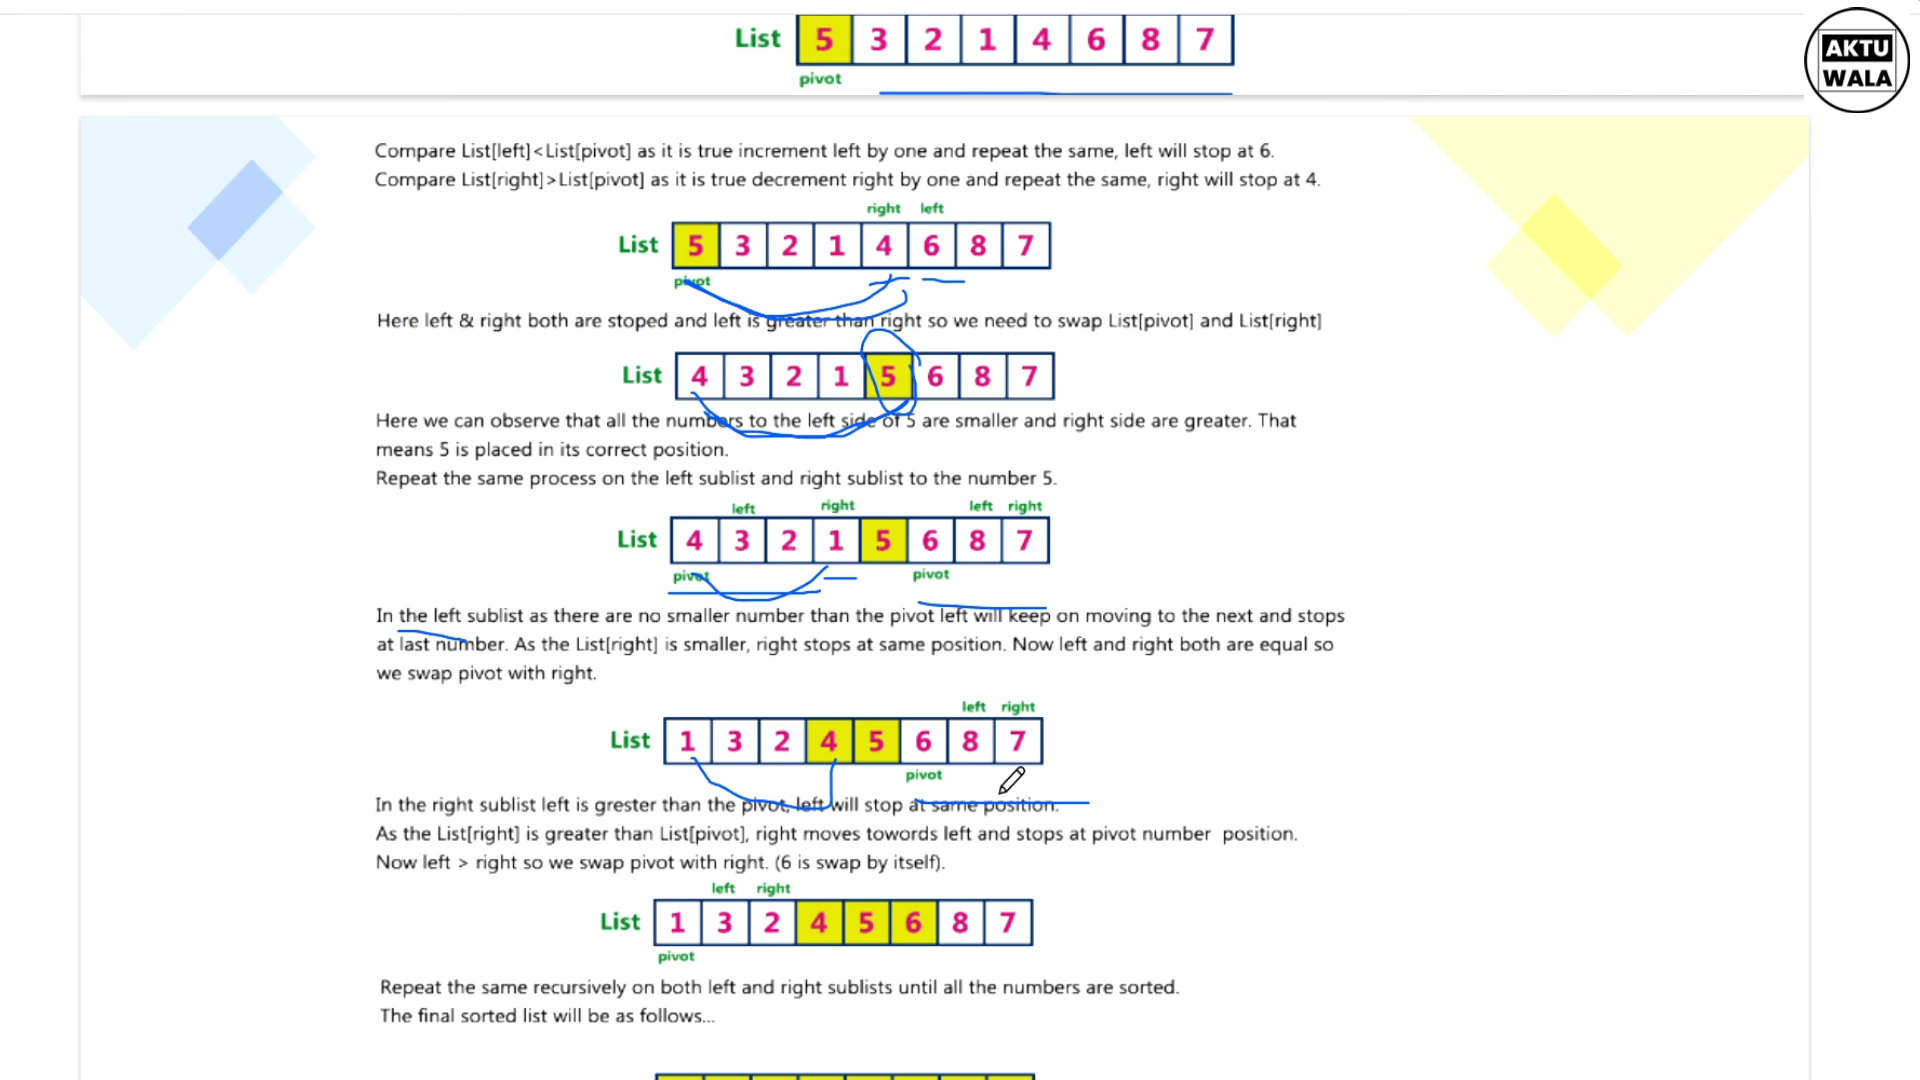 List 5 3 2 1 4 6 8 7
pivot
AKTU
WALA
Compare List[left]<List[pivot] as it is true increment left by one and repeat the same, left will stop at 6.
Compare List[right]>List[pivot] as it is true decrement right by one and repeat the same, right will stop at 4.
right left
List 5 3 2 1 4 6 8 7
pivot
Here left & right both are stoped and left is greater than right so we need to swap List[pivot] and List[right]
List 4 3 2 1 5 6 8 7
Here we can observe that all the numbers to the left side of 5 are smaller and right side are greater. That
means 5 is placed in its correct position.
Repeat the same process on the left sublist and right sublist to the number 5.
left right left right
List 4 3 2 1 5 6 8 7
pivot pivot
In the left sublist as there are no smaller number than the pivot left will keep on moving to the next and stops
at last number. As the List[right] is smaller, right stops at same position. Now left and right both are equal so
we swap pivot with right.
left right
List 1 3 2 4 5 6 8 7
pivot
In the right sublist left is grester than the pivot, left will stop at same position.
As the List[right] is greater than List[pivot], right moves towords left and stops at pivot number position.
Now left > right so we swap pivot with right. (6 is swap by itself).
left right
List 1 3 2 4 5 6 8 7
pivot
Repeat the same recursively on both left and right sublists until all the numbers are sorted.
The final sorted list will be as follows...